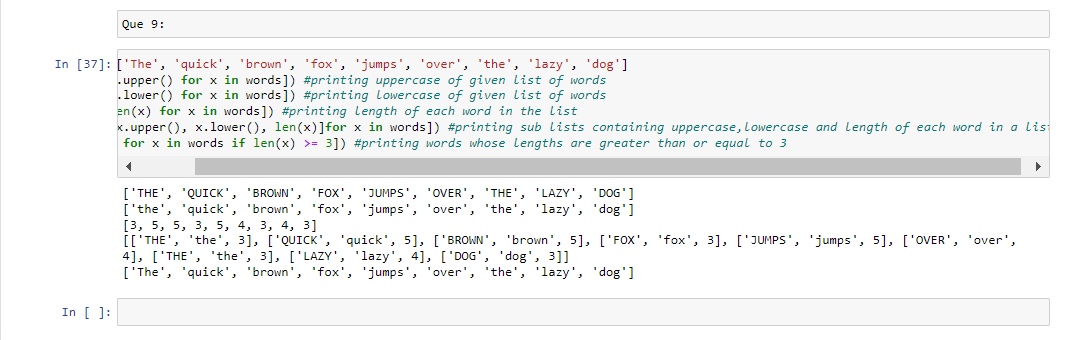 Que 9:
In [37]: ['The', 'quick', 'brown', 'fox', 'jumps', 'over', 'the', 'lazy', 'dog']
.upper() for x in words]) #printing uppercase of given list of words
.lower() for x in words]) #printing lowercase of given list of words
en(x) for x in words]) #printing length of each word in the list
x.upper(), x.lower(), len(x)]for x in words]) #printing sub lists containing uppercase,lowercase and length of each word in a list
for x in words if len(x) >= 3]) #printing words whose lengths are greater than or equal to 3
['THE', 'QUICK', 'BROWN', 'FOX', 'JUMPS', 'OVER', 'THE', 'LAZY', 'DOG']
['the', 'quick', 'brown', 'fox', 'jumps', 'over', 'the', 'lazy', 'dog']
[3, 5, 5, 3, 5, 4, 3, 4, 3]
[['THE', 'the', 3], ['QUICK', 'quick', 5], ['BROWN', 'brown', 5], ['FOX', 'fox', 3], ['JUMPS', 'jumps', 5], ['OVER', 'over',
4], ['THE', 'the', 3], ['LAZY', 'lazy', 4], ['DOG', 'dog', 3]]
['The', 'quick', 'brown', 'fox', 'jumps', 'over', 'the', 'lazy', 'dog']
In [ ]: